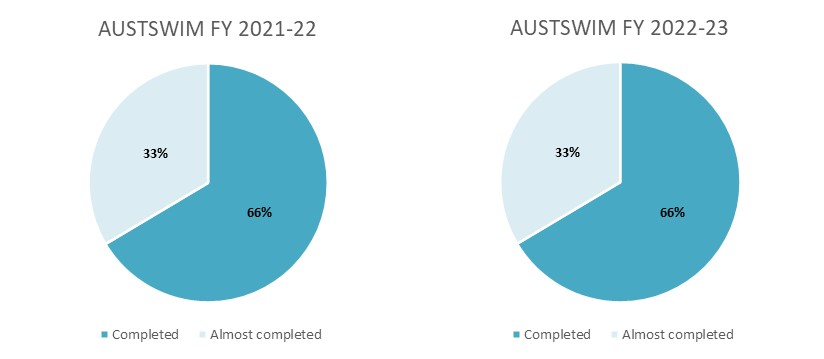 AUSTSWIM FY 2021-22
33%
66%
Completed Almost completed
AUSTSWIM FY 2022-23
33%
66%
Completed Almost completed